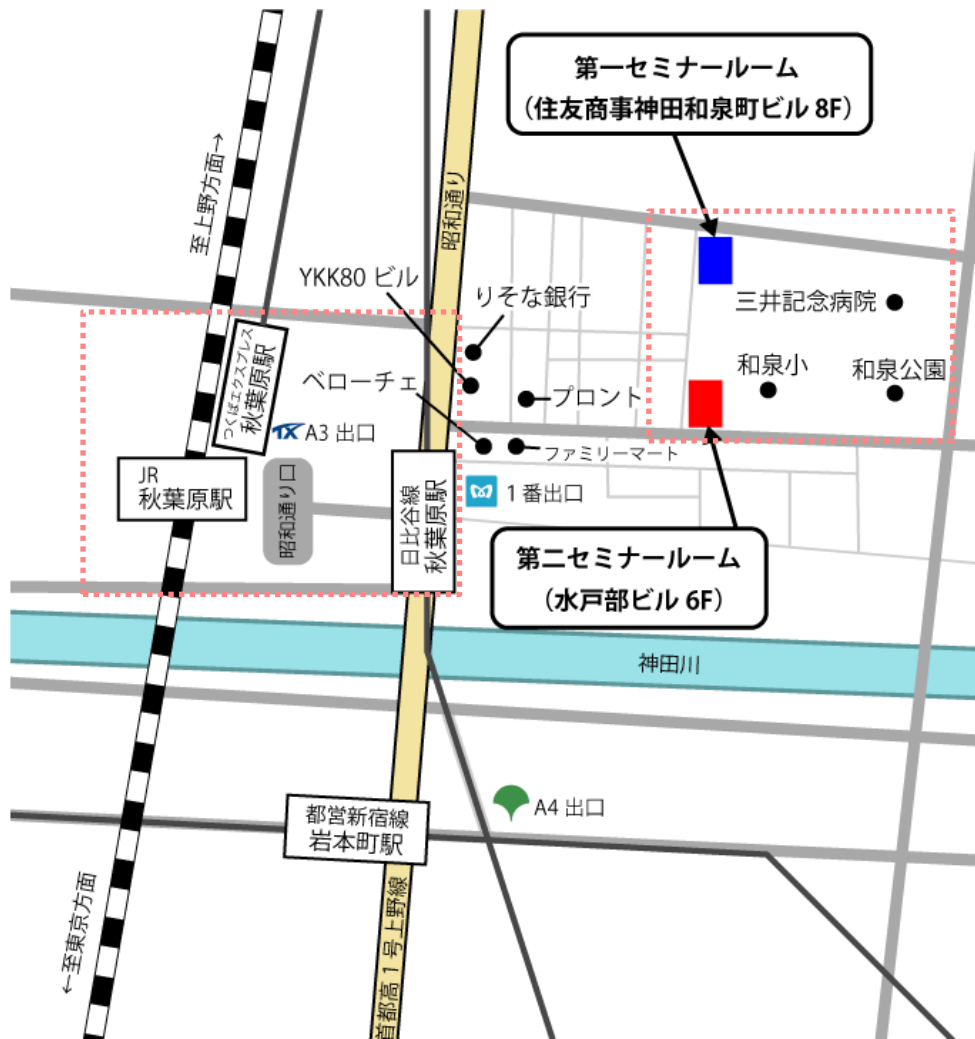 第一セミナールーム
（住友商事神田和泉町ビル 8F）
至上野方面→
昭和通り
YKK80 ビル
りそな銀行
三井記念病院
つくばエクスプレス
秋葉原駅
ベローチェ
プロント
和泉小
和泉公園
TX A3 出口
ファミリーマート
JR
秋葉原駅
昭和通り口
日比谷線
秋葉原駅
1 番出口
第二セミナールーム
（水戸部ビル 6F）
神田川
都営新宿線
岩本町駅
A4 出口
←至東京方面
首都高 1 号上野線